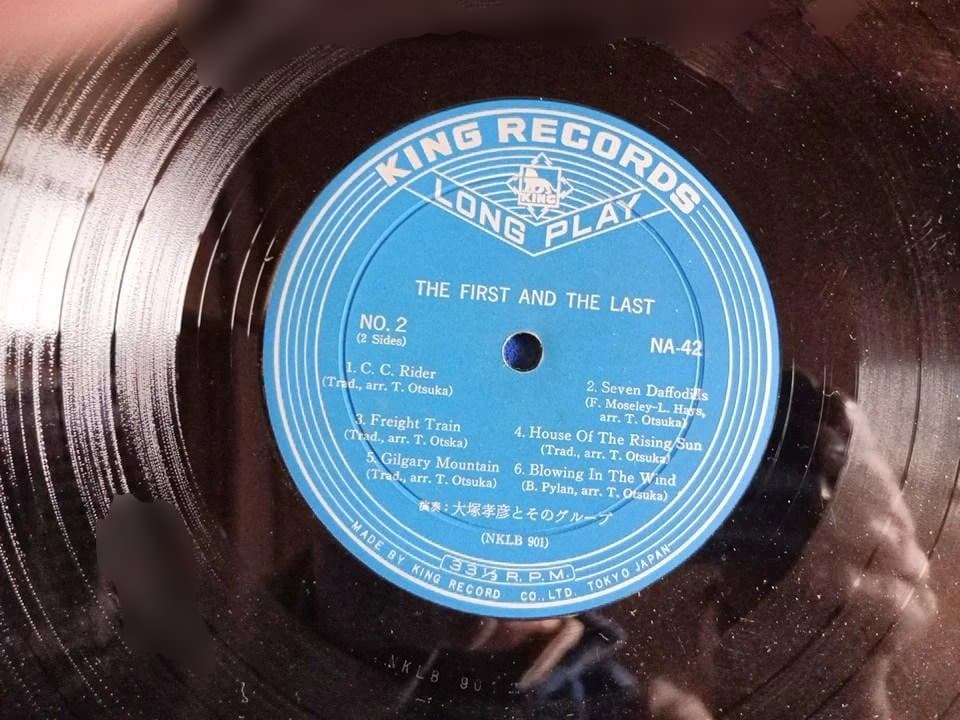 KING RECORDS
KING
LONG PLAY
THE FIRST AND THE LAST
NO. 2
(2 Sides)
NA-42
1. C. C. Rider
(Trad., arr. T. Otsuka)
2. Seven Daffodills
(F. Moseley-L. Hays,
arr. T. Otsuka)
3. Freight Train
(Trad., arr. T. Otska)
4. House Of The Rising Sun
(Trad., arr. T. Otsuka)
5. Gilgary Mountain
(Trad., arr. T. Otsuka)
6. Blowing In The Wind
(B. Pylan, arr. T. Otsuka)
演奏：大塚孝彦とそのグループ
(NKLB 901)
33⅓ R.P.M.
MADE BY KING RECORD CO., LTD. TOKYO JAPAN
NKLB 90